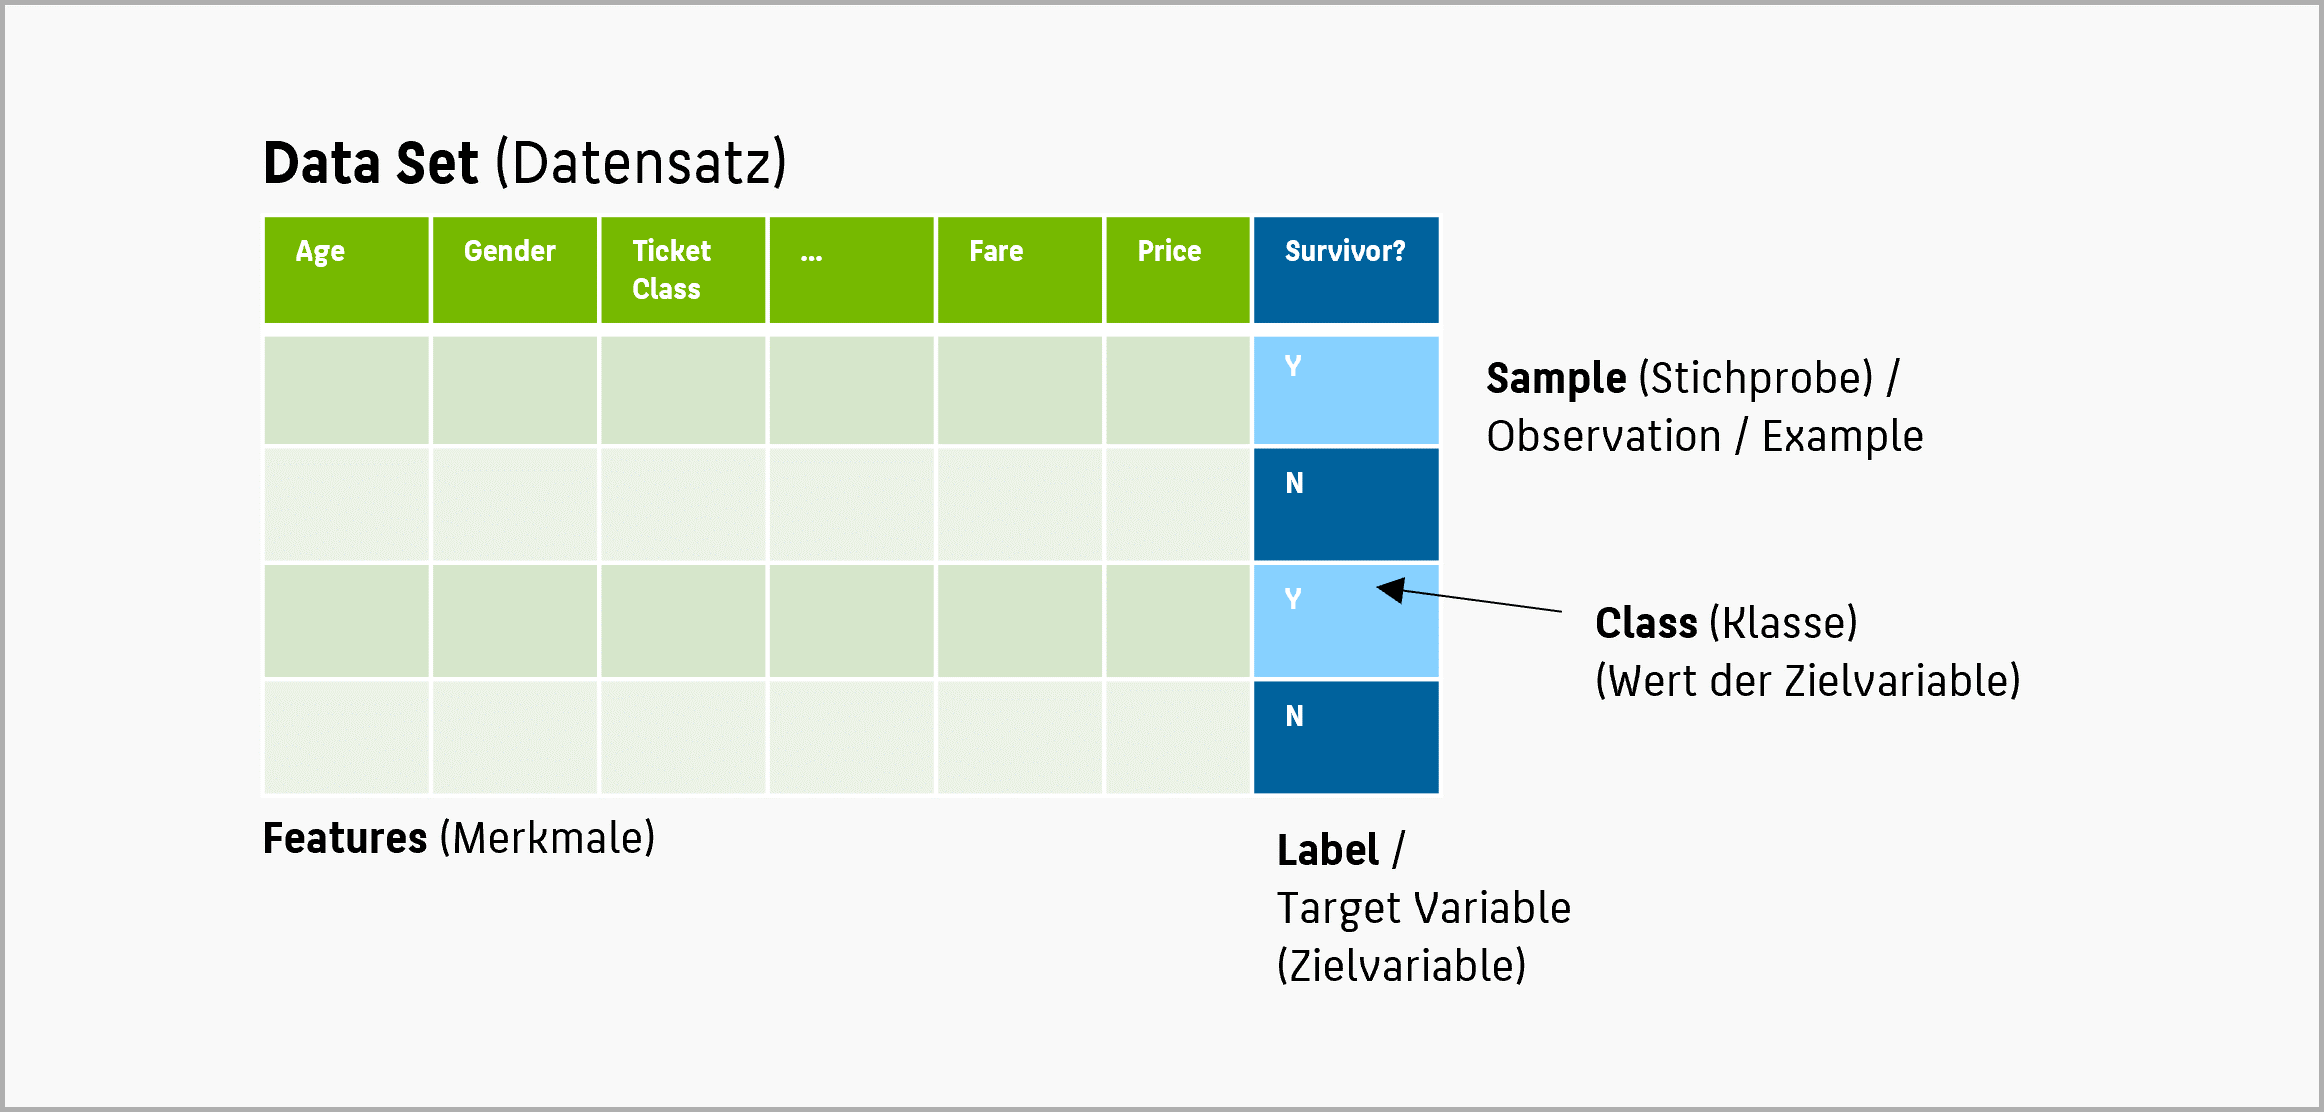 Data Set (Datensatz)
Age Gender Ticket Class ... Fare Price Survivor?
Y
Sample (Stichprobe) /
Observation / Example
N
Y
Class (Klasse)
(Wert der Zielvariable)
N
Features (Merkmale)
Label /
Target Variable
(Zielvariable)